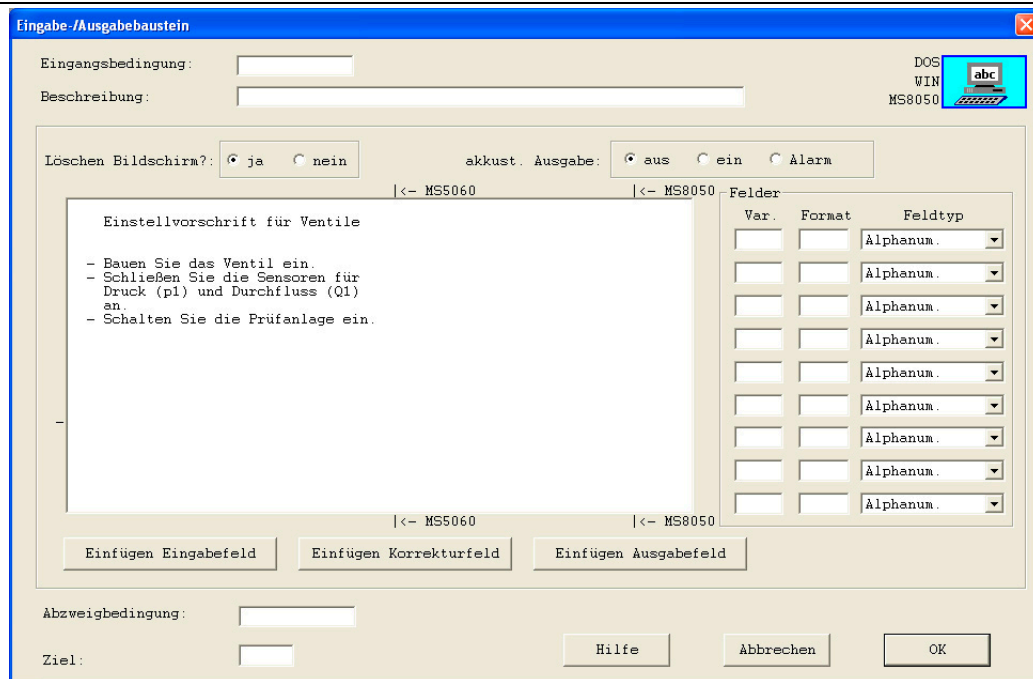 Eingabe-/Ausgabebaustein
Eingangsbedingung:
Beschreibung:
DOS
WIN
MS8050
abc
Löschen Bildschirm?: ja nein
akkust. Ausgabe: aus ein Alarm
|<- MS5060 |<- MS8050
Einstellvorschrift für Ventile
- Bauen Sie das Ventil ein.
- Schließen Sie die Sensoren für
Druck (p1) und Durchfluss (Q1)
an.
- Schalten Sie die Prüfanlage ein.
-
|<- MS5060 |<- MS8050
Felder
Var. Format Feldtyp
Alphanum.
Alphanum.
Alphanum.
Alphanum.
Alphanum.
Alphanum.
Alphanum.
Alphanum.
Alphanum.
Einfügen Eingabefeld Einfügen Korrekturfeld Einfügen Ausgabefeld
Abzweigbedingung:
Ziel:
Hilfe Abbrechen OK